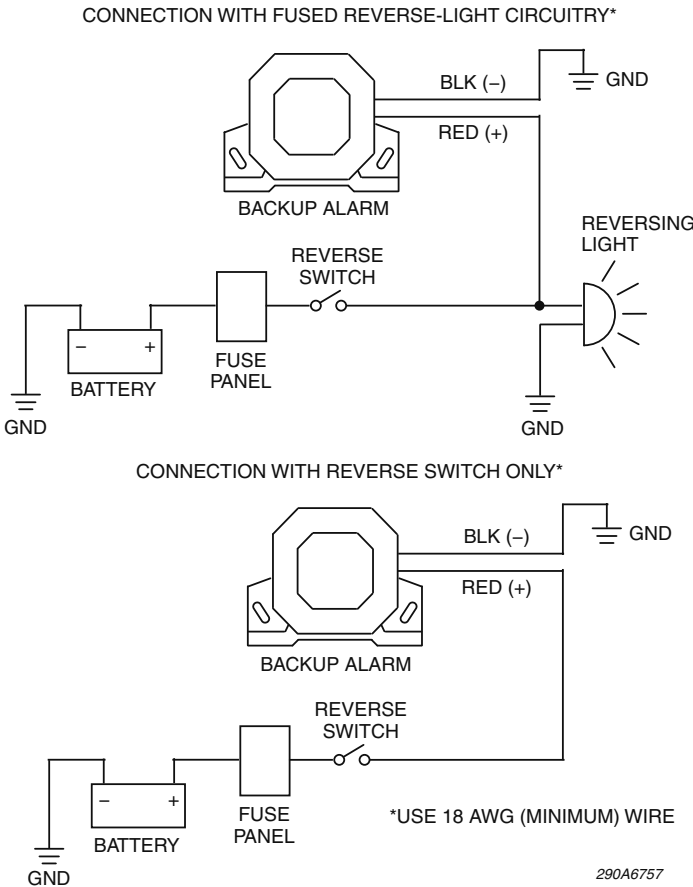 CONNECTION WITH FUSED REVERSE-LIGHT CIRCUITRY*
BLK (−)
GND
RED (+)
BACKUP ALARM
REVERSING
LIGHT
REVERSE
SWITCH
− +
FUSE
PANEL
BATTERY
GND
GND
CONNECTION WITH REVERSE SWITCH ONLY*
BLK (−)
GND
RED (+)
BACKUP ALARM
REVERSE
SWITCH
− +
FUSE
PANEL
*USE 18 AWG (MINIMUM) WIRE
BATTERY
GND
290A6757